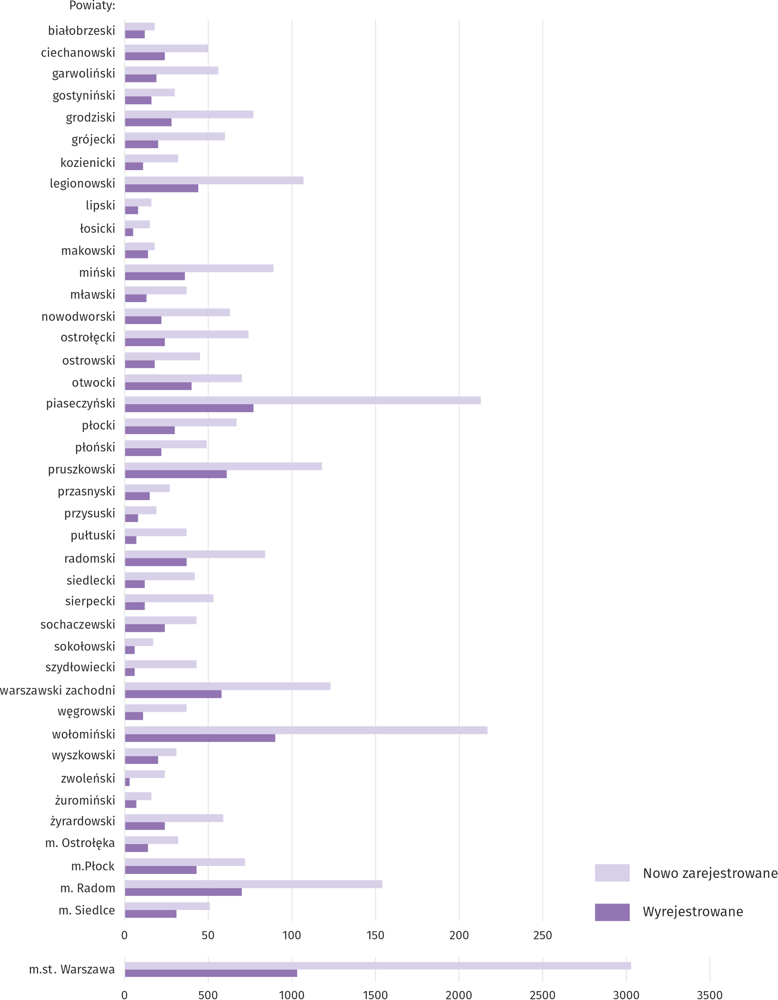 Powiaty:
białobrzeski
ciechanowski
garwoliński
gostyniński
grodziski
grójecki
kozienicki
legionowski
lipski
łosicki
makowski
miński
mławski
nowodworski
ostrołęcki
ostrowski
otwocki
piaseczyński
płocki
płoński
pruszkowski
przasnyski
przysuski
pułtuski
radomski
siedlecki
sierpecki
sochaczewski
sokołowski
szydłowiecki
warszawski zachodni
węgrowski
wołomiński
wyszkowski
zwoleński
żuromiński
żyrardowski
m. Ostrołęka
m.Płock
m. Radom
m. Siedlce
Nowo zarejestrowane
Wyrejestrowane
0 50 100 150 200 250
m.st. Warszawa
0 500 1000 1500 2000 2500 3000 3500